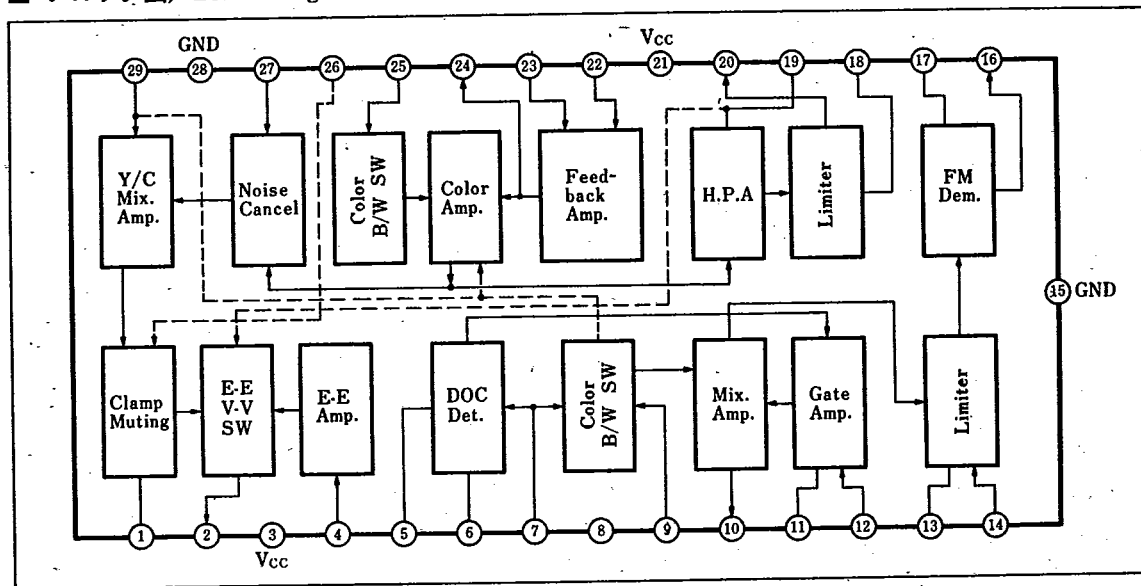 GND
Vcc
29
28
27
26
25
24
23
22
21
20
19
18
17
16
Y/C
Mix.
Amp.
Noise
Cancel
Color
B/W SW
Color
Amp.
Feed-
back
Amp.
H.P.A
Limiter
FM
Dem.
15 GND
Clamp
Muting
E-E
V-V
SW
E-E
Amp.
DOC
Det.
Color
B/W SW
Mix.
Amp.
Gate
Amp.
Limiter
1
2
3
4
5
6
7
8
9
10
11
12
13
14
Vcc